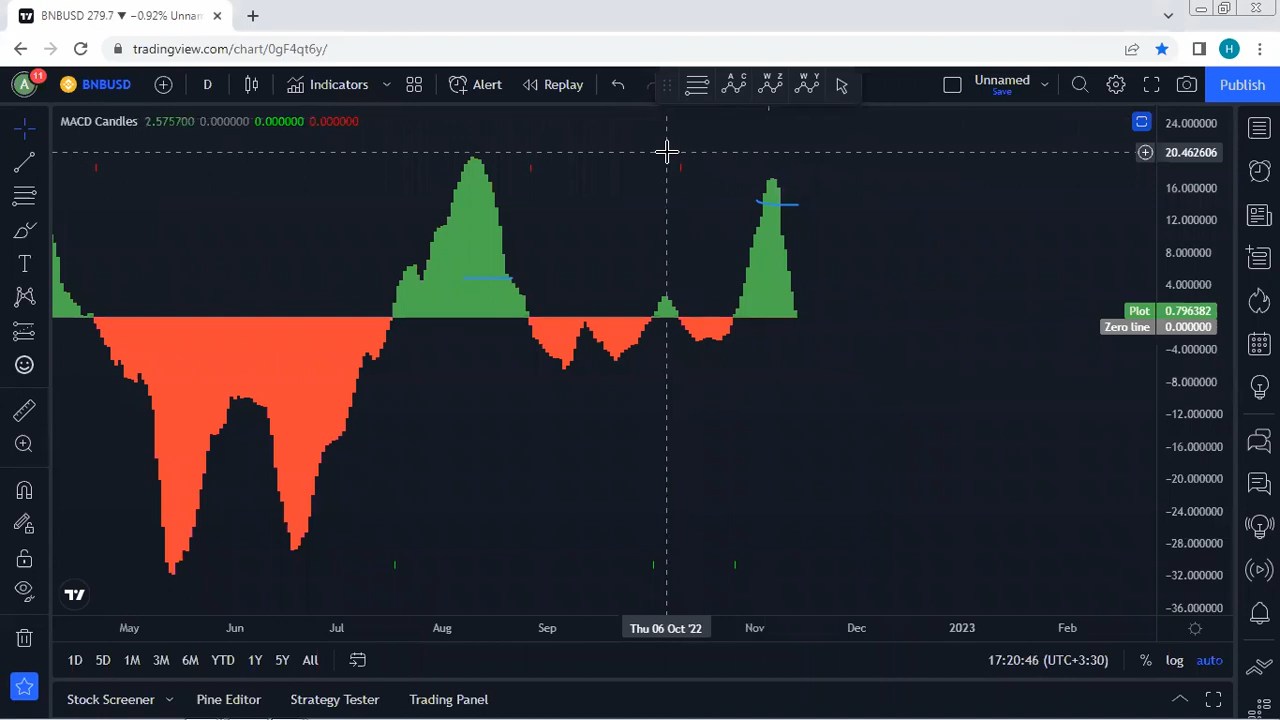 BNBUSD 279.7 ▼ −0.92% Unnam
tradingview.com/chart/0gF4qt6y/
H
A
11
BNBUSD
D
Indicators
Alert
Replay
A C
W Z
W Y
Unnamed
Save
Publish
MACD Candles 2.575700 0.000000 0.000000 0.000000
24.000000
20.462606
16.000000
12.000000
8.000000
4.000000
Plot 0.796382
Zero line 0.000000
−4.000000
−8.000000
−12.000000
−16.000000
−20.000000
−24.000000
−28.000000
−32.000000
−36.000000
May Jun Jul Aug Sep Thu 06 Oct '22 Nov Dec 2023 Feb
1D 5D 1M 3M 6M YTD 1Y 5Y All
17:20:46 (UTC+3:30) % log auto
Stock Screener Pine Editor Strategy Tester Trading Panel